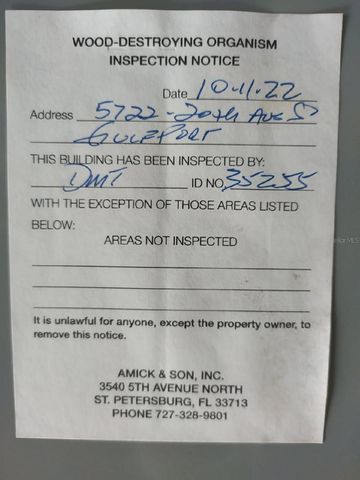 WOOD-DESTROYING ORGANISM
INSPECTION NOTICE
Date 10-11-22
Address 5722-20th Ave S
GULFPORT
THIS BUILDING HAS BEEN INSPECTED BY:
DMT ID NO. 35255
WITH THE EXCEPTION OF THOSE AREAS LISTED
BELOW:
AREAS NOT INSPECTED
It is unlawful for anyone, except the property owner, to
remove this notice.
AMICK & SON, INC.
3540 5TH AVENUE NORTH
ST. PETERSBURG, FL 33713
PHONE 727-328-9801